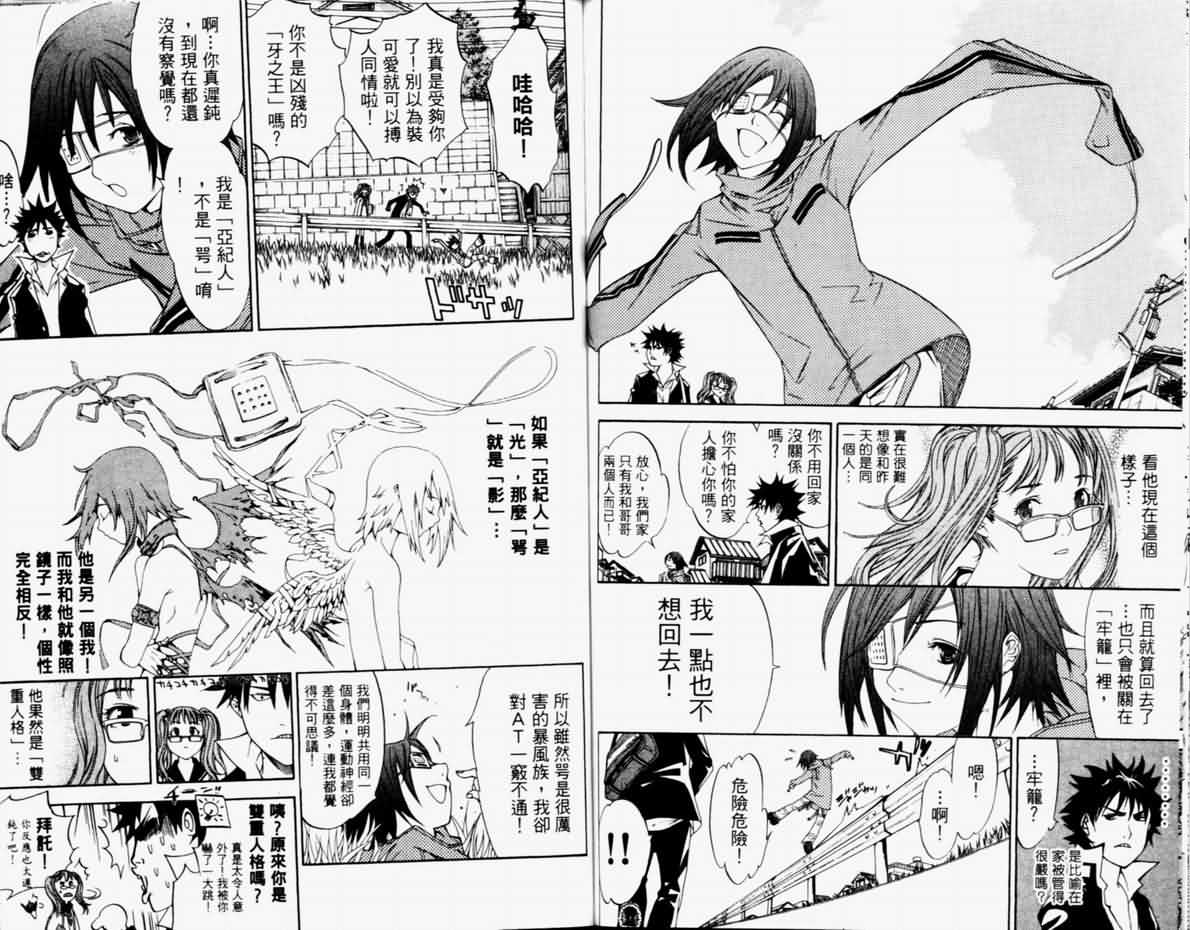 看他現在這個
樣子…
實在很難
想像和昨
天的是同
一個人…
你不用回家
沒關係
嗎?
你不怕你的家
人擔心你嗎?
放心,我們家
只有我和哥哥
兩個人而已!
而且就算回去了
…也只會被關在
「牢籠」裡,
我一點也不
想回去!
………
…牢籠?
是比喻在
家被管得
很嚴嗎?
嗯!
…啊!
危險危險!
!!
哇哈哈!
我真是受夠你
了!別以為裝
可愛就可以搏
人同情啦!
你不是凶殘的
「牙之王」嗎?
ドサッ
啊…你真遲鈍
,到現在都還
沒有察覺嗎?
我是「亞紀人」
,不是「咢」唷
!
啥…?
如果「亞紀人」是
「光」,那麼「咢
」就是「影」…
他是另一個我!
而我和他就像照
鏡子一樣,個性
完全相反!
所以雖然咢是很厲
害的暴風族,我卻
對AT一竅不通!
我們明明共用同一
個身體,運動神經卻
差這麼多,連我都覺
得不可思議!
カチコチカチコチ
他果然是「雙
重人格」…
咦?原來你是
雙重人格嗎?
真是太令人意
外了!我被你
嚇了一大跳!
拜託!
你反應也太遲
鈍了吧!